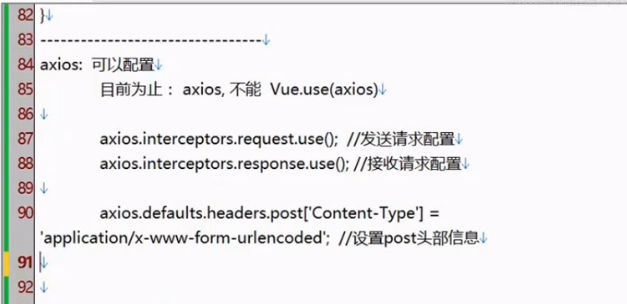 82 }
83 --------------------------------
84 axios: 可以配置
85 目前为止： axios, 不能 Vue.use(axios)
86
87 axios.interceptors.request.use(); //发送请求配置
88 axios.interceptors.response.use(); //接收请求配置
89
90 axios.defaults.headers.post['Content-Type'] =
'application/x-www-form-urlencoded'; //设置post头部信息
91
92